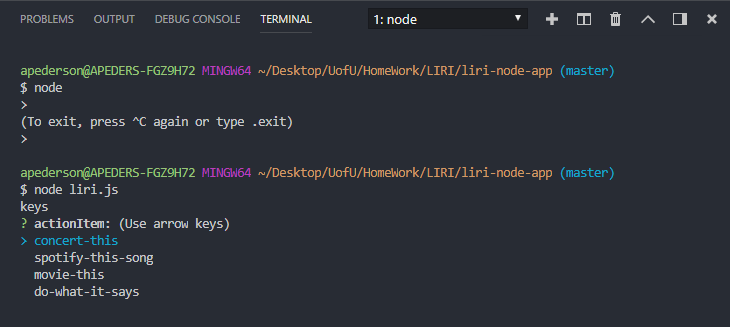 PROBLEMS OUTPUT DEBUG CONSOLE TERMINAL 1: node
apederson@APEDERS-FGZ9H72 MINGW64 ~/Desktop/UofU/HomeWork/LIRI/liri-node-app (master)
$ node
>
(To exit, press ^C again or type .exit)
>
apederson@APEDERS-FGZ9H72 MINGW64 ~/Desktop/UofU/HomeWork/LIRI/liri-node-app (master)
$ node liri.js
keys
? actionItem: (Use arrow keys)
> concert-this
spotify-this-song
movie-this
do-what-it-says